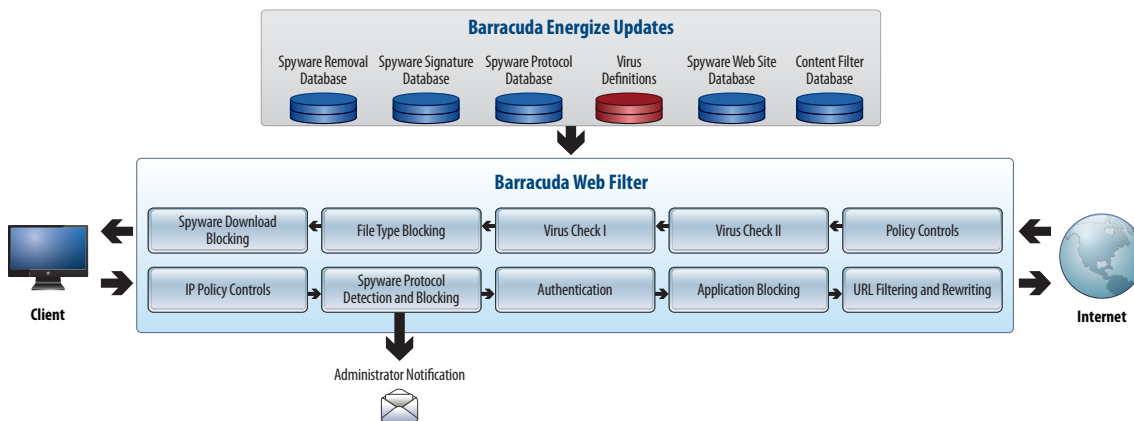 Barracuda Energize Updates
Spyware Removal
Database
Spyware Signature
Database
Spyware Protocol
Database
Virus
Definitions
Spyware Web Site
Database
Content Filter
Database
Barracuda Web Filter
Spyware Download
Blocking
File Type Blocking
Virus Check I
Virus Check II
Policy Controls
IP Policy Controls
Spyware Protocol
Detection and Blocking
Authentication
Application Blocking
URL Filtering and Rewriting
Client
Internet
Administrator Notification